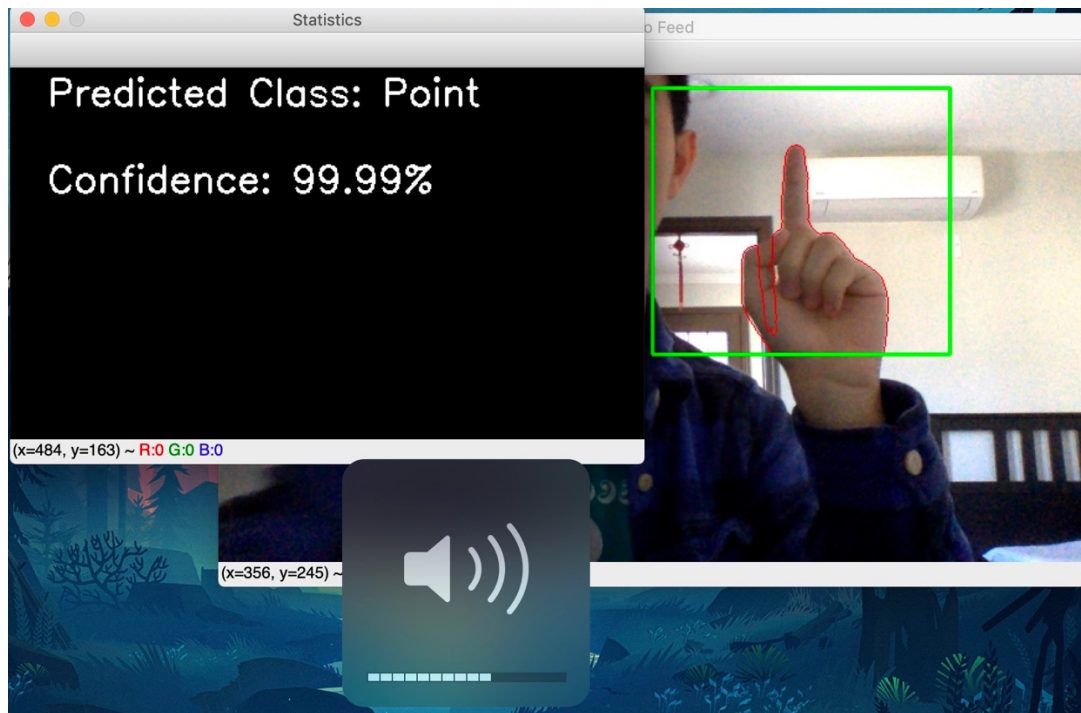 Statistics
o Feed
Predicted Class: Point
Confidence: 99.99%
(x=484, y=163) ~ R:0 G:0 B:0
(x=356, y=245) ~